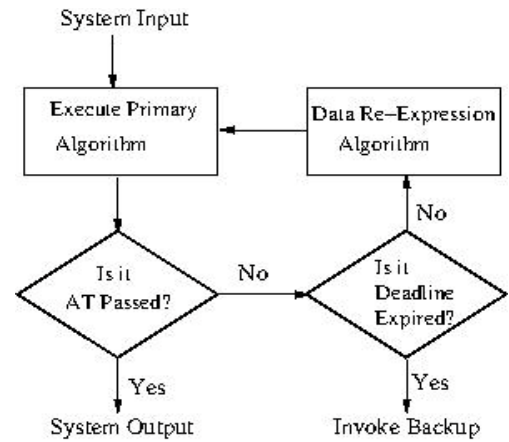 System Input
Execute Primary
Algorithm
Data Re-Expression
Algorithm
No
Is it
AT Passed?
No
Is it
Deadline
Expired?
Yes
Yes
System Output
Invoke Backup